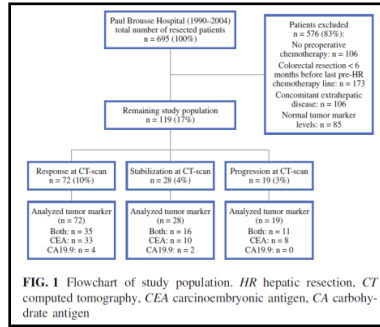 Paul Brousse Hospital (1990–2004)
total number of resected patients
n = 695 (100%)
Patients excluded
n = 576 (83%):
No preoperative
chemotherapy: n = 106
Colorectal resection < 6
months before last pre-HR
chemotherapy line: n = 173
Concomitant extrahepatic
disease: n = 106
Normal tumor marker
levels: n = 85
Remaining study population
n = 119 (17%)
Response at CT-scan
n = 72 (10%)
Stabilization at CT-scan
n = 28 (4%)
Progression at CT-scan
n = 19 (3%)
Analyzed tumor marker
(n = 72)
Both: n = 35
CEA: n = 33
CA19.9: n = 4
Analyzed tumor marker
(n = 28)
Both: n = 16
CEA: n = 10
CA19.9: n = 2
Analyzed tumor marker
(n = 19)
Both: n = 11
CEA: n = 8
CA19.9: n = 0
FIG. 1 Flowchart of study population. HR hepatic resection, CT
computed tomography, CEA carcinoembryonic antigen, CA carbohy-
drate antigen